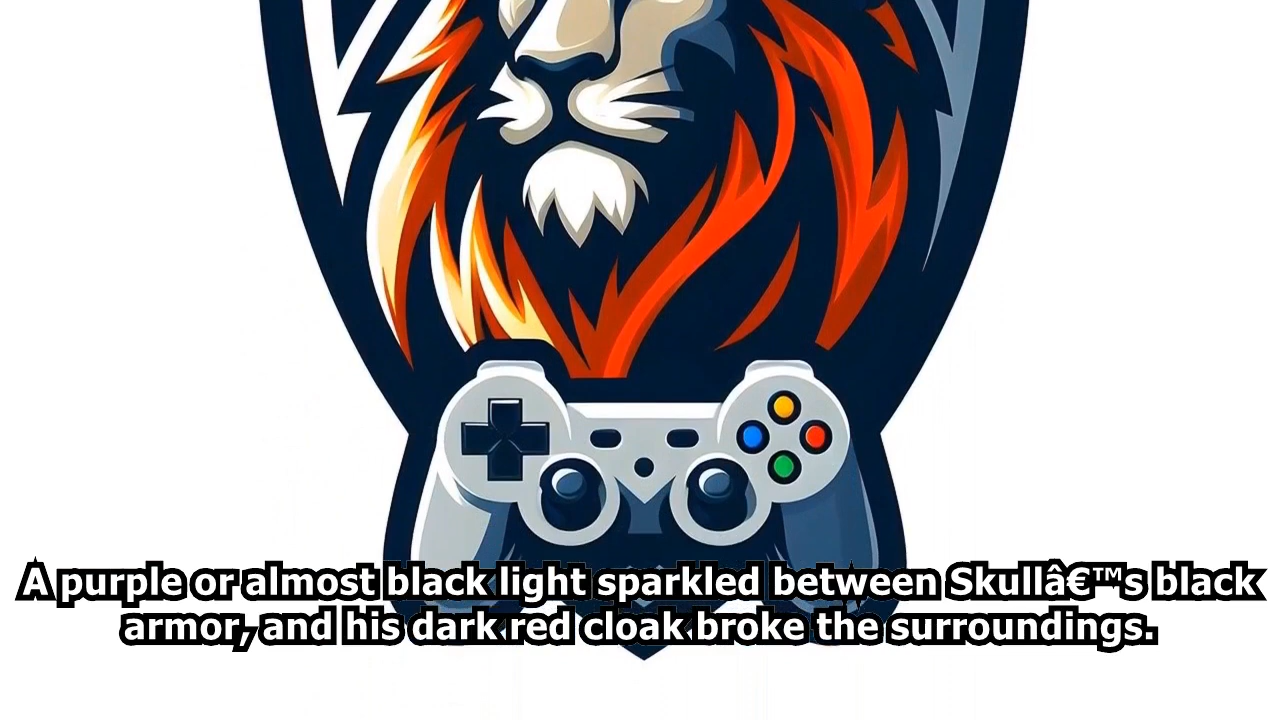 A purple or almost black light sparkled between Skullâ€™s black
armor, and his dark red cloak broke the surroundings.